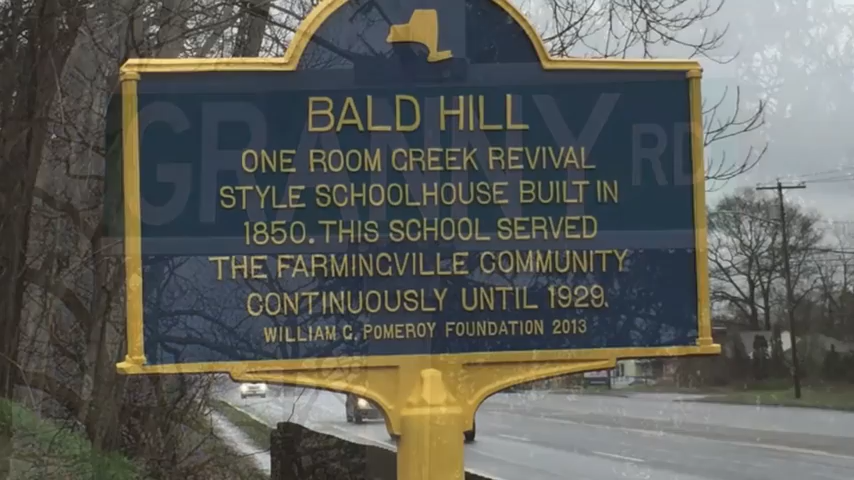 BALD HILL
ONE ROOM GREEK REVIVAL
STYLE SCHOOLHOUSE BUILT IN
1850. THIS SCHOOL SERVED
THE FARMINGVILLE COMMUNITY
CONTINUOUSLY UNTIL 1929.
WILLIAM G. POMEROY FOUNDATION 2013
GRANNY RD